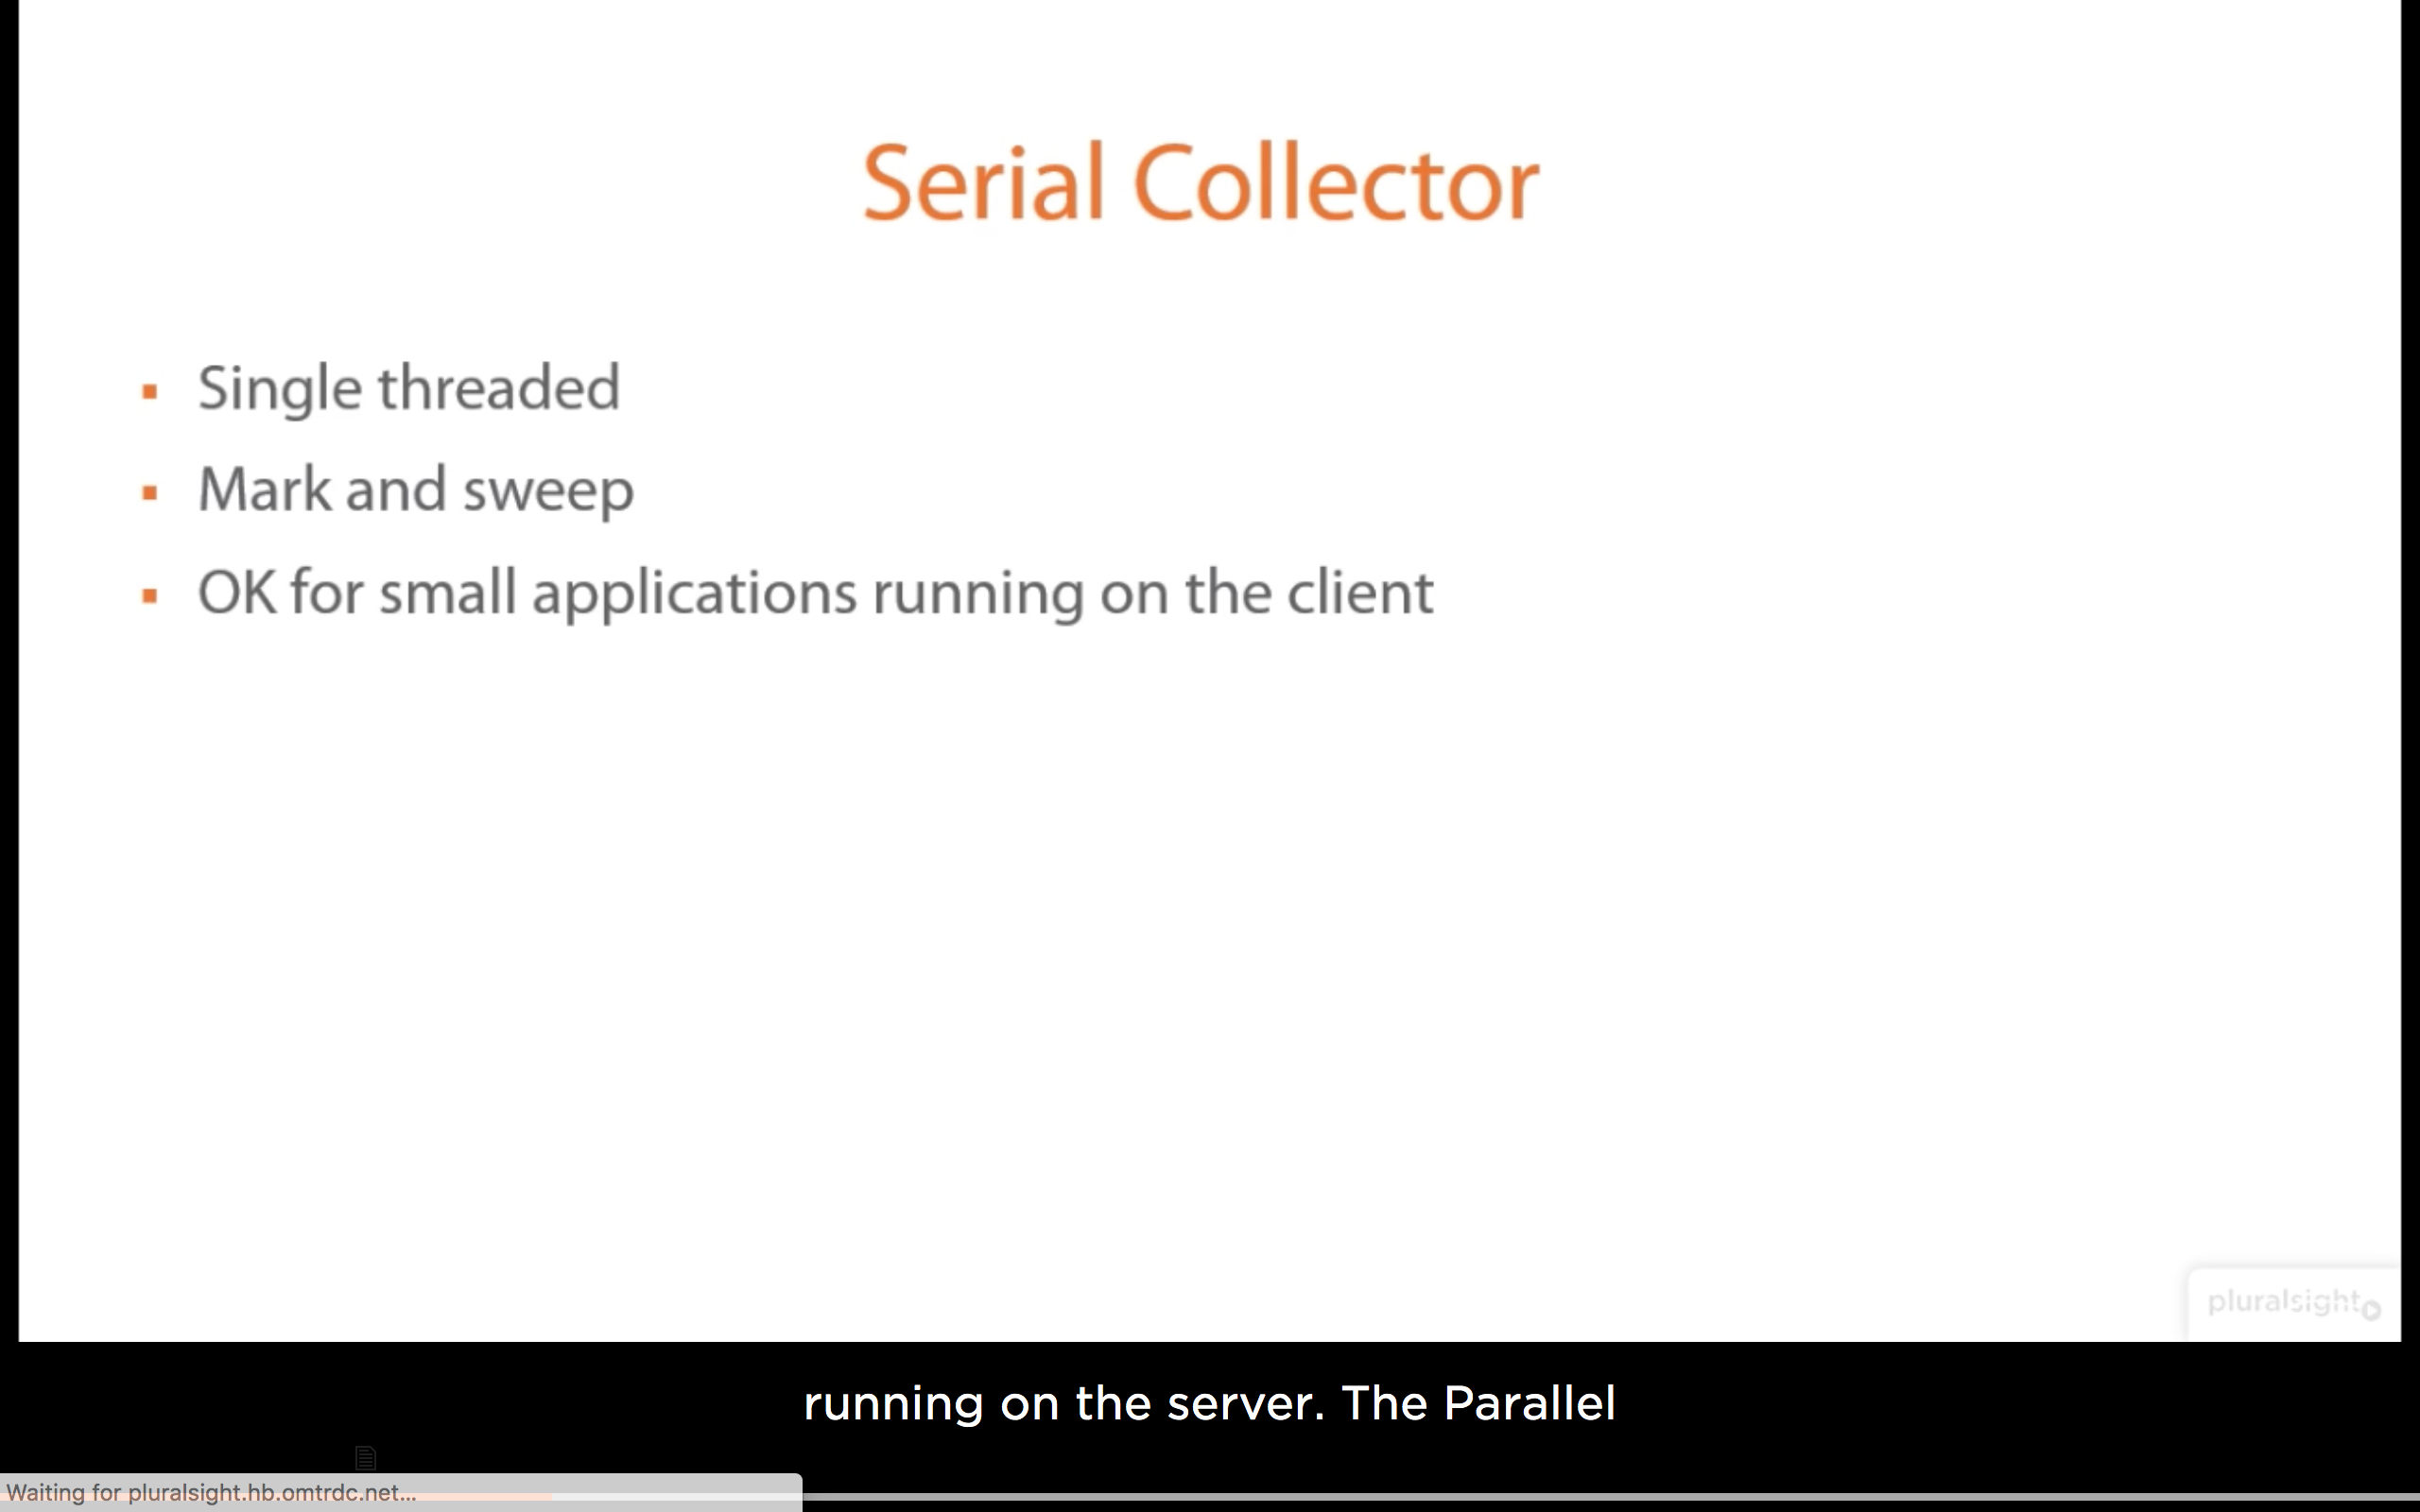 Serial Collector
▪ Single threaded
▪ Mark and sweep
▪ OK for small applications running on the client
pluralsight
running on the server. The Parallel
Waiting for pluralsight.hb.omtrdc.net...